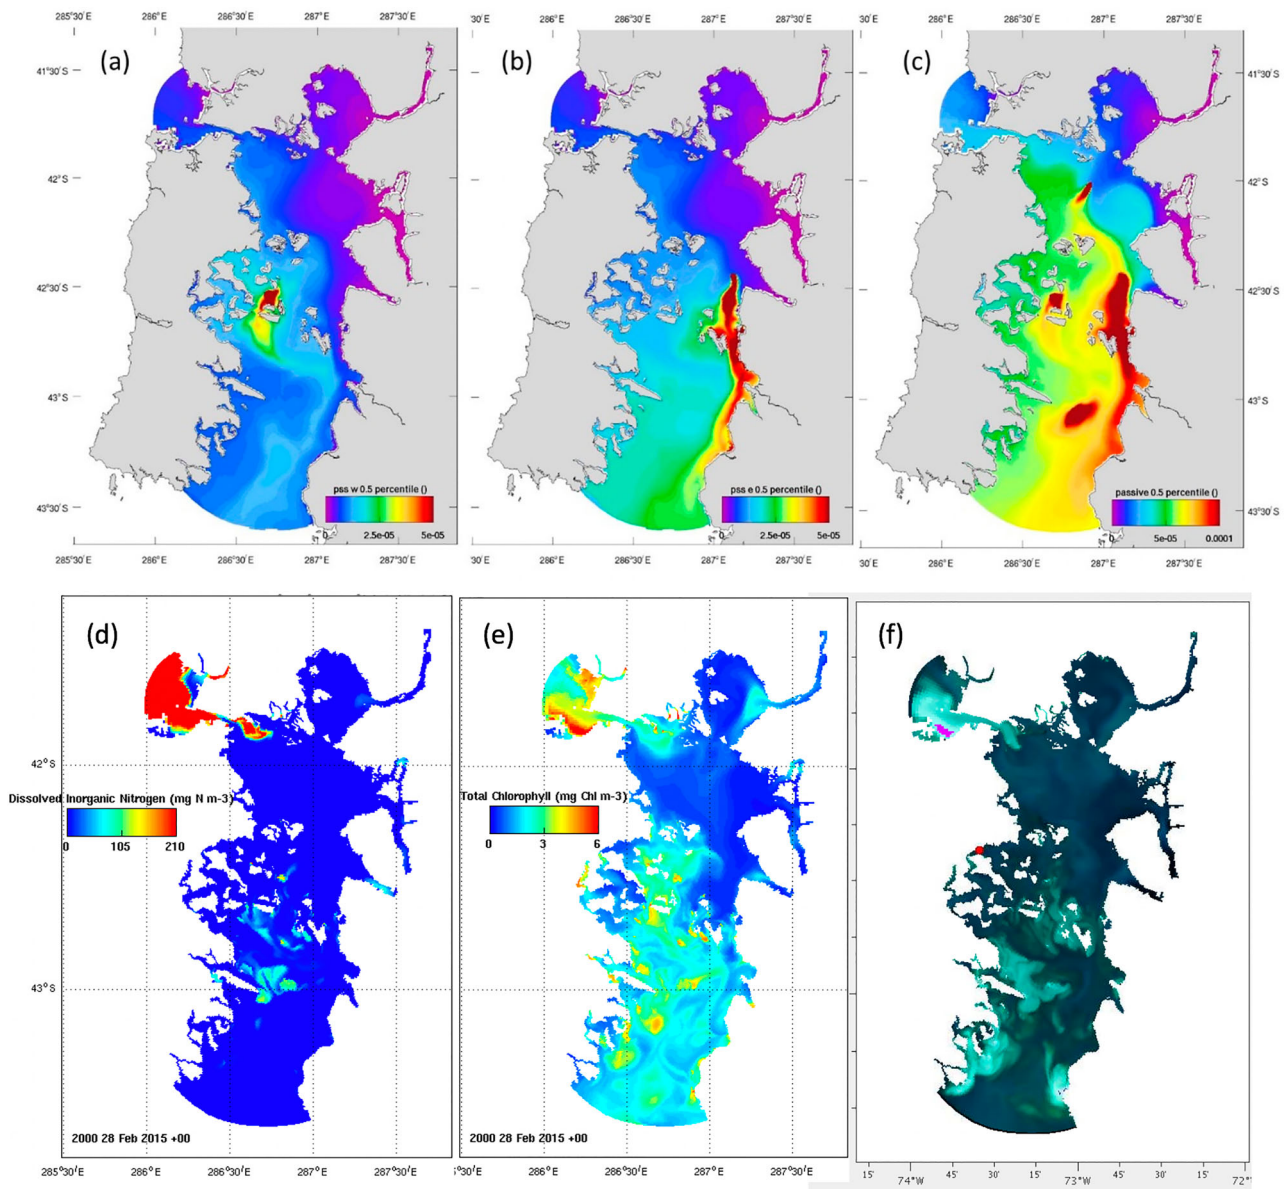 285°30' E 286° E 286°30' E 287° E 287°30' E 30' E 286° E 286°30' E 287° E 287°30' E 30' E 286° E 286°30' E 287° E 287°30' E
(a) (b) (c)
41°30' S 41°30' S
42° S 42° S
42°30' S 42°30' S
43° S 43° S
pss w 0.5 percentile () pss e 0.5 percentile () passive 0.5 percentile ()
43°30' S 43°30' S
0 2.5e-05 5e-05 0 2.5e-05 5e-05 0 5e-05 0.0001
285°30' E 286° E 286°30' E 287° E 287°30' E 30' E 286° E 286°30' E 287° E 287°30' E 30' E 286° E 286°30' E 287° E 287°30' E
(d) (e) (f)
42° S
Dissolved Inorganic Nitrogen (mg N m-3) Total Chlorophyll (mg Chl m-3)
0 105 210 0 3 6
43° S
2000 28 Feb 2015 +00 2000 28 Feb 2015 +00
285°30' E 286° E 286°30' E 287° E 287°30' E :30' E 286° E 286°30' E 287° E 287°30' E
15' 74°W 45' 30' 15' 73°W 45' 30' 15' 72°